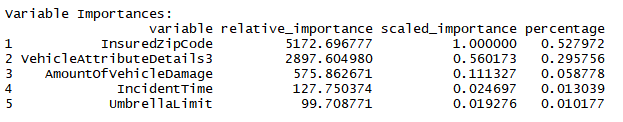 Variable Importances:
variable relative_importance scaled_importance percentage
1 InsuredZipCode 5172.696777 1.000000 0.527972
2 VehicleAttributeDetails3 2897.604980 0.560173 0.295756
3 AmountOfVehicleDamage 575.862671 0.111327 0.058778
4 IncidentTime 127.750374 0.024697 0.013039
5 UmbrellaLimit 99.708771 0.019276 0.010177